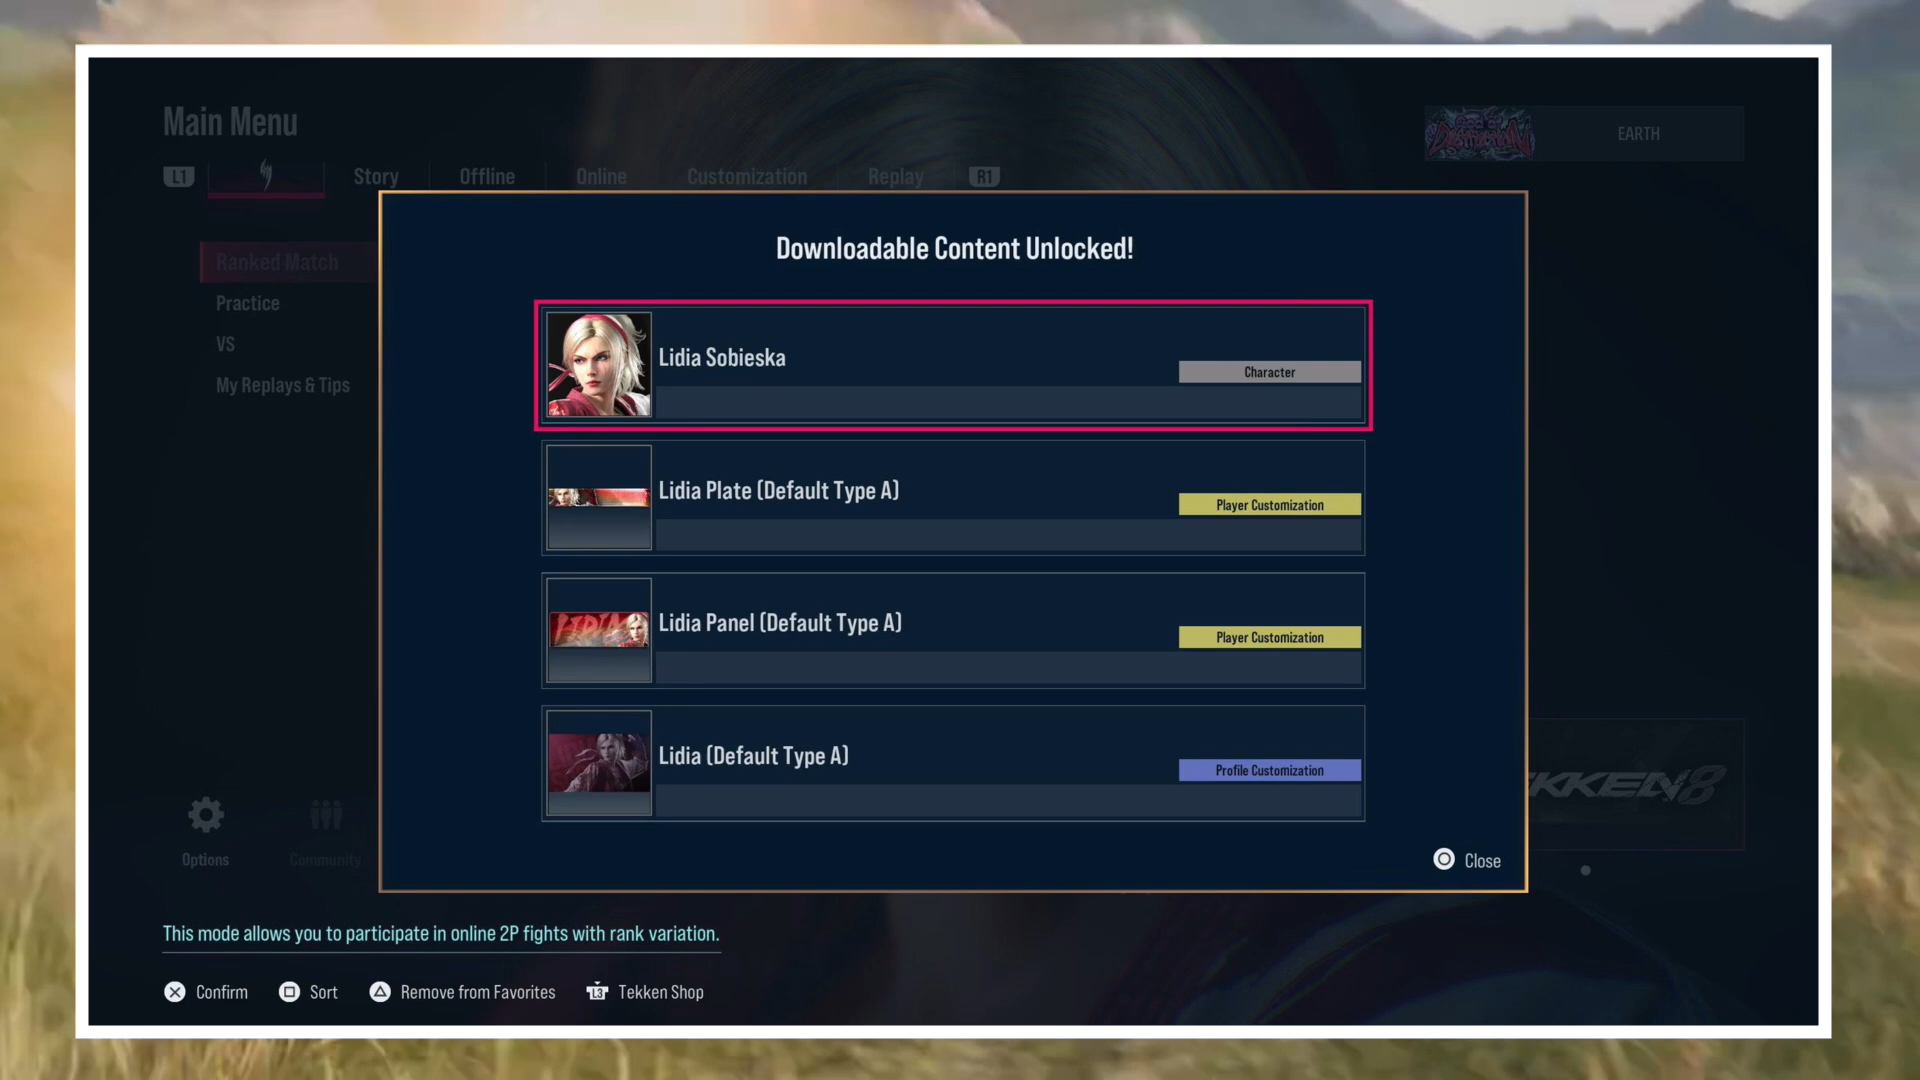 Main Menu
EARTH
L1
Story
Offline
Online
Customization
Replay
R1
Downloadable Content Unlocked!
Ranked Match
Practice
VS
My Replays & Tips
Lidia Sobieska
Character
Lidia Plate (Default Type A)
Player Customization
LIDIA
Lidia Panel (Default Type A)
Player Customization
Lidia (Default Type A)
Profile Customization
KKEN8
Options
Community
Close
This mode allows you to participate in online 2P fights with rank variation.
Confirm
Sort
Remove from Favorites
L3
Tekken Shop